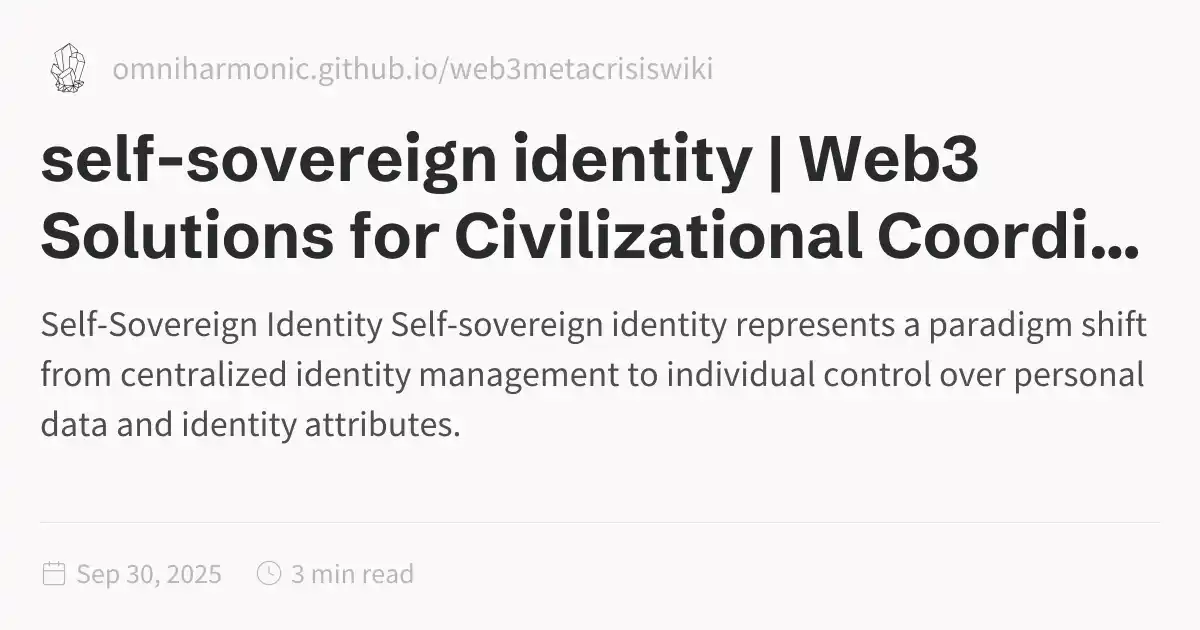 omniharmonic.github.io/web3metacrisiswiki
self-sovereign identity | Web3
Solutions for Civilizational Coordi...
Self-Sovereign Identity Self-sovereign identity represents a paradigm shift
from centralized identity management to individual control over personal
data and identity attributes.
Sep 30, 2025 3 min read